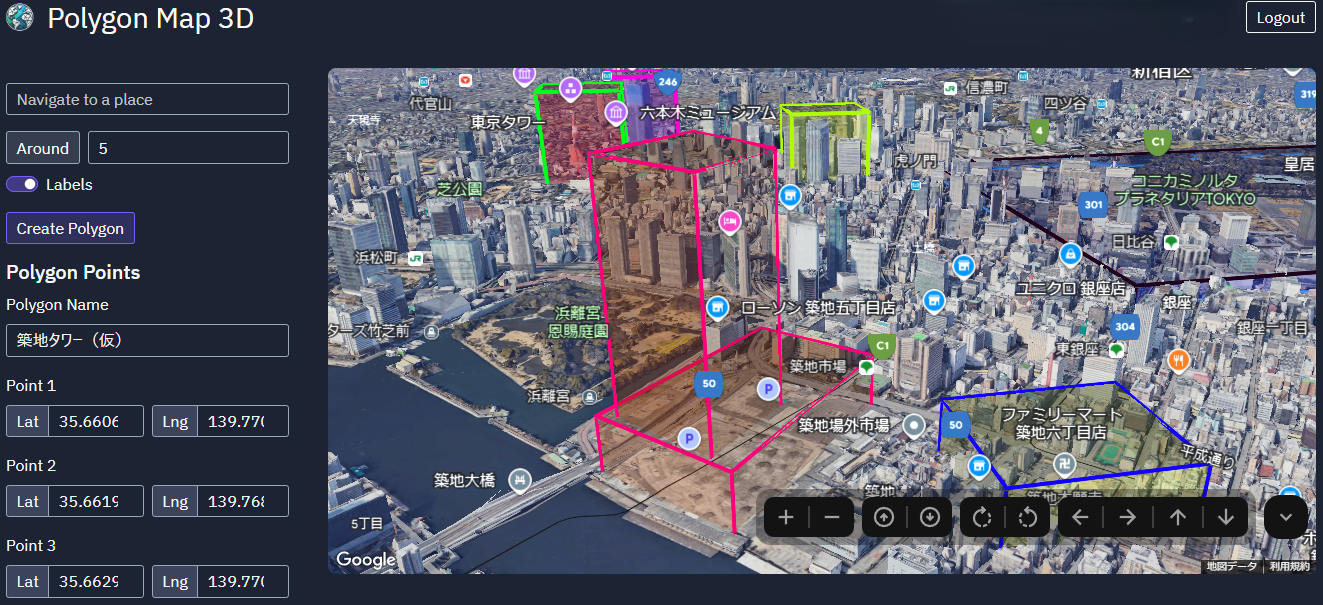 Polygon Map 3D
Logout
Navigate to a place
Around
5
Labels
Create Polygon
Polygon Points
Polygon Name
築地タワー（仮）
Point 1
Lat
35.6606
Lng
139.770
Point 2
Lat
35.6619
Lng
139.768
Point 3
Lat
35.6629
Lng
139.770
新宿区
246
319
代官山
信濃町
四ツ谷
天現寺
東京タワー
六本木ミュージアム
4
C1
虎ノ門
皇居
芝公園
コニカミノルタ
プラネタリアTOKYO
301
日比谷
浜松町
ユニクロ 銀座店
銀座
浜離宮
恩賜庭園
ローソン 築地五丁目店
304
銀座一丁目
ターズ竹芝前
C1
東銀座
築地市場
50
P
浜離宮
ファミリーマート
築地六丁目店
築地場外市場
50
P
平成通り
築地大橋
築地
5丁目
Google
地図データ
利用規約